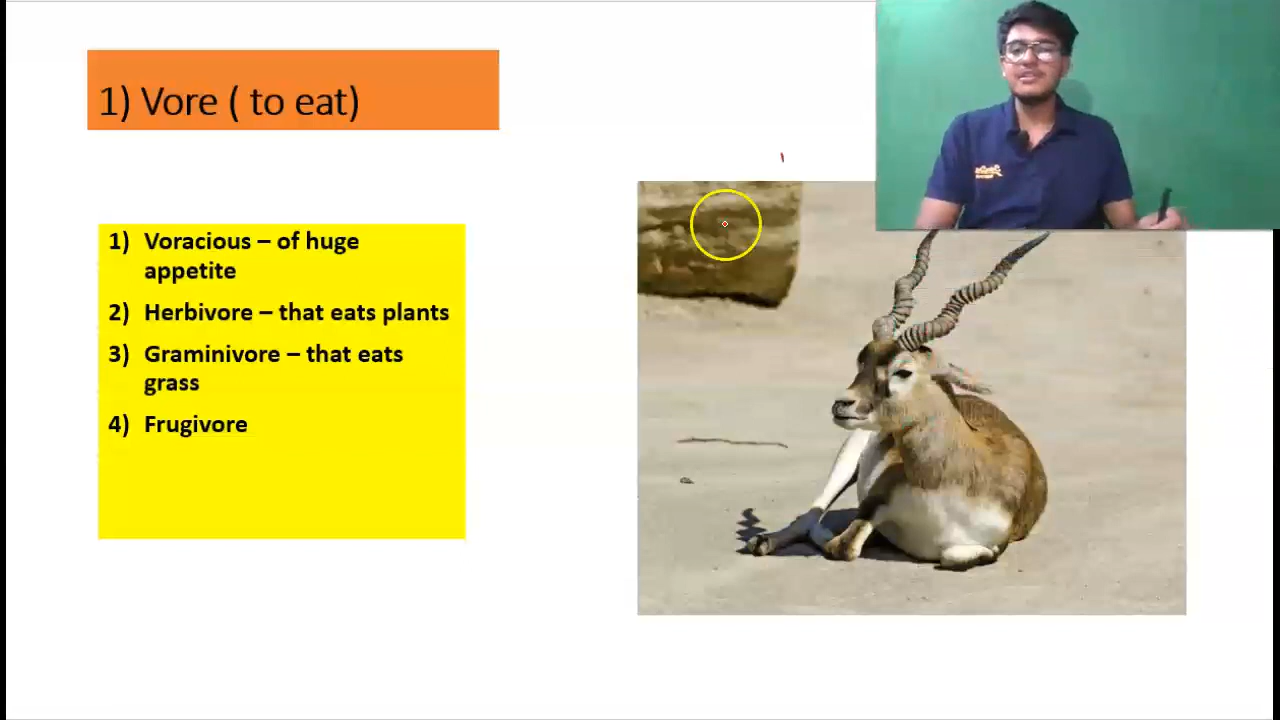 1) Vore ( to eat)
1) Voracious – of huge
appetite
2) Herbivore – that eats plants
3) Graminivore – that eats
grass
4) Frugivore